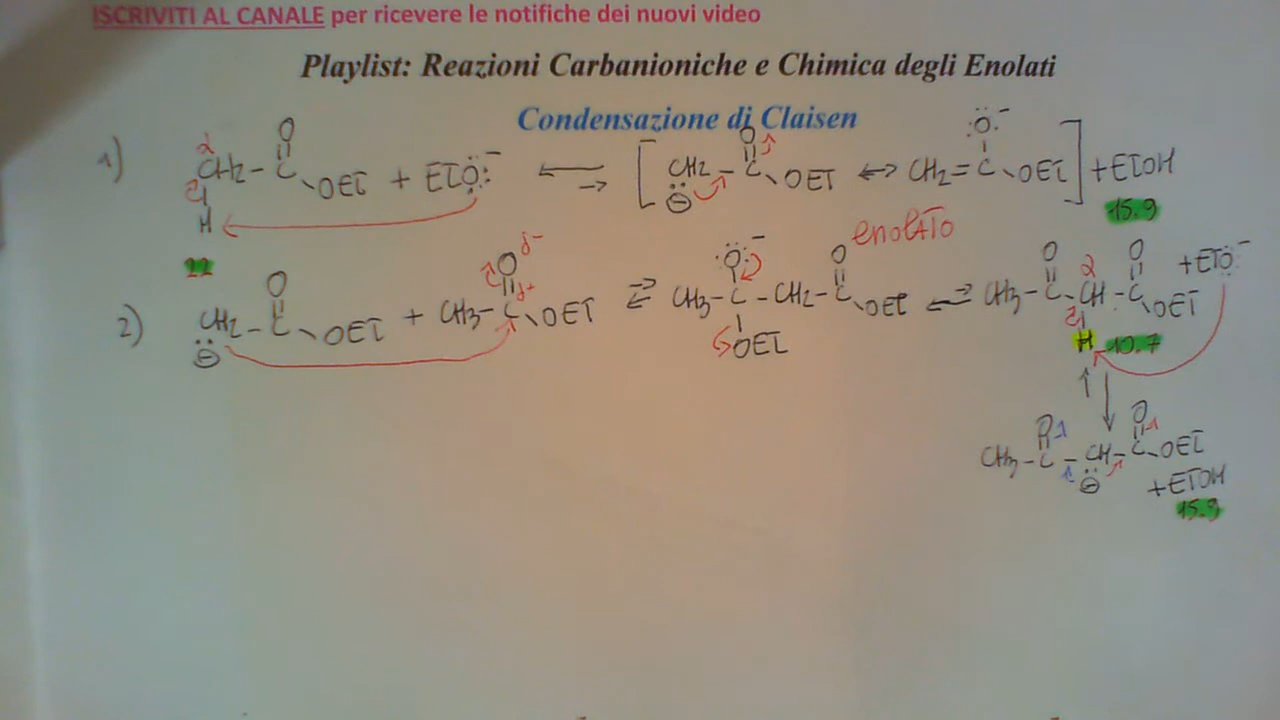 ISCRIVITI AL CANALE per ricevere le notifiche dei nuovi video
Playlist: Reazioni Carbanioniche e Chimica degli Enolati
Condensazione di Claisen
1) α CH2 - C - OEt + EtO:⁻ ⇌ [ CH2 - C - OEt ↔ CH2 = C - OEt ] + EtOH
O O :O:⁻
H ⊖ 15.9
22 enolato
2) CH2 - C - OEt + CH3 - C - OEt ⇌ CH3 - C - CH2 - C - OEt ⇌ CH3 - C - CH - C - OEt + EtO:⁻
O O δ- δ+ :O:⁻ O O α O
⊖ OEt H 10.7
CH3 - C - CH - C - OEt
O ⊖ O
+ EtOH
15.9